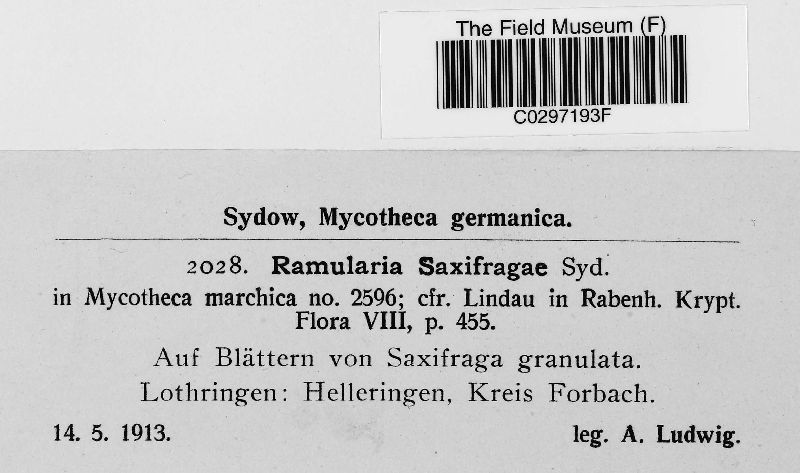 The Field Museum (F)
C0297193F
Sydow, Mycotheca germanica.
2028. Ramularia Saxifragae Syd.
in Mycotheca marchica no. 2596; cfr. Lindau in Rabenh. Krypt.
Flora VIII, p. 455.
Auf Blättern von Saxifraga granulata.
Lothringen: Helleringen, Kreis Forbach.
14. 5. 1913. leg. A. Ludwig.